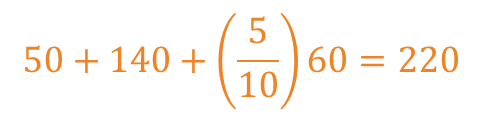 50 + 140 + (5/10) 60 = 220